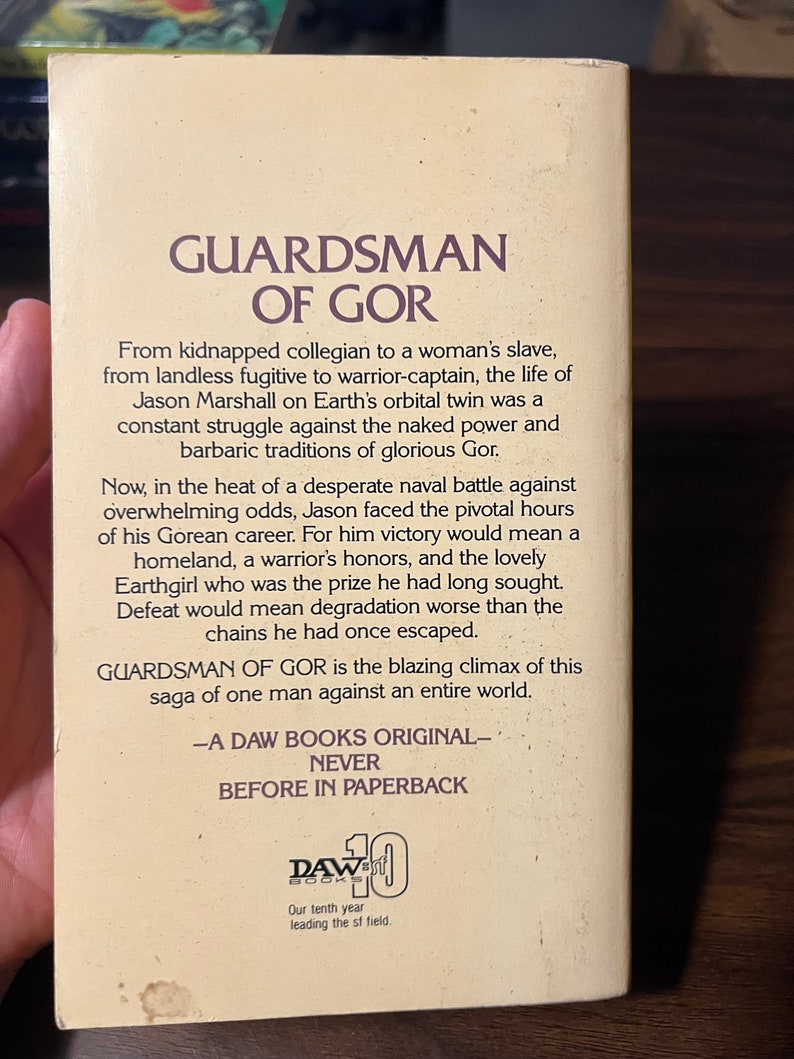 GUARDSMAN
OF GOR
From kidnapped collegian to a woman's slave,
from landless fugitive to warrior-captain, the life of
Jason Marshall on Earth's orbital twin was a
constant struggle against the naked power and
barbaric traditions of glorious Gor.
Now, in the heat of a desperate naval battle against
overwhelming odds, Jason faced the pivotal hours
of his Gorean career. For him victory would mean a
homeland, a warrior's honors, and the lovely
Earthgirl who was the prize he had long sought.
Defeat would mean degradation worse than the
chains he had once escaped.
GUARDSMAN OF GOR is the blazing climax of this
saga of one man against an entire world.
—A DAW BOOKS ORIGINAL—
NEVER
BEFORE IN PAPERBACK
DAW sf 10
BOOKS
Our tenth year
leading the sf field.